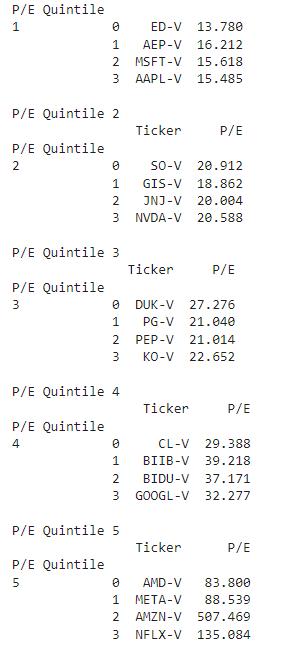 P/E Quintile
1 0 ED-V 13.780
1 AEP-V 16.212
2 MSFT-V 15.618
3 AAPL-V 15.485
P/E Quintile 2
Ticker P/E
P/E Quintile
2 0 SO-V 20.912
1 GIS-V 18.862
2 JNJ-V 20.004
3 NVDA-V 20.588
P/E Quintile 3
Ticker P/E
P/E Quintile
3 0 DUK-V 27.276
1 PG-V 21.040
2 PEP-V 21.014
3 KO-V 22.652
P/E Quintile 4
Ticker P/E
P/E Quintile
4 0 CL-V 29.388
1 BIIB-V 39.218
2 BIDU-V 37.171
3 GOOGL-V 32.277
P/E Quintile 5
Ticker P/E
P/E Quintile
5 0 AMD-V 83.800
1 META-V 88.539
2 AMZN-V 507.469
3 NFLX-V 135.084